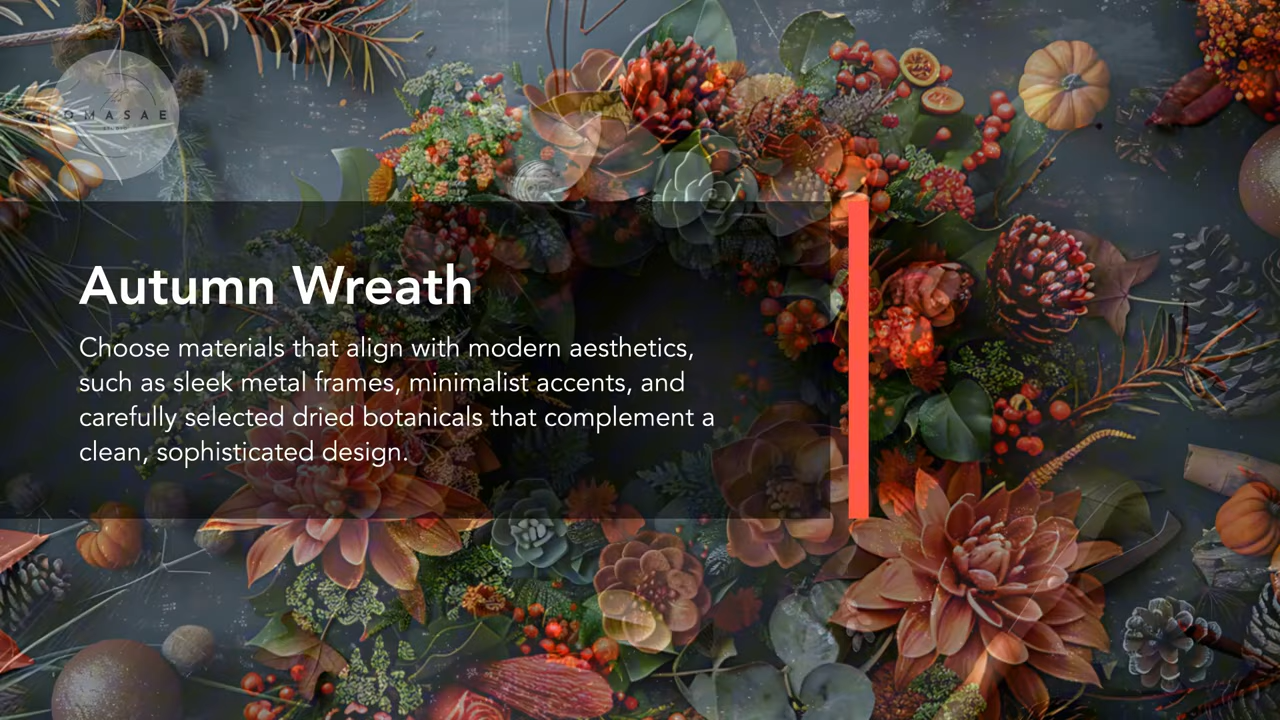 OMASAE
Autumn Wreath
Choose materials that align with modern aesthetics,
such as sleek metal frames, minimalist accents, and
carefully selected dried botanicals that complement a
clean, sophisticated design.